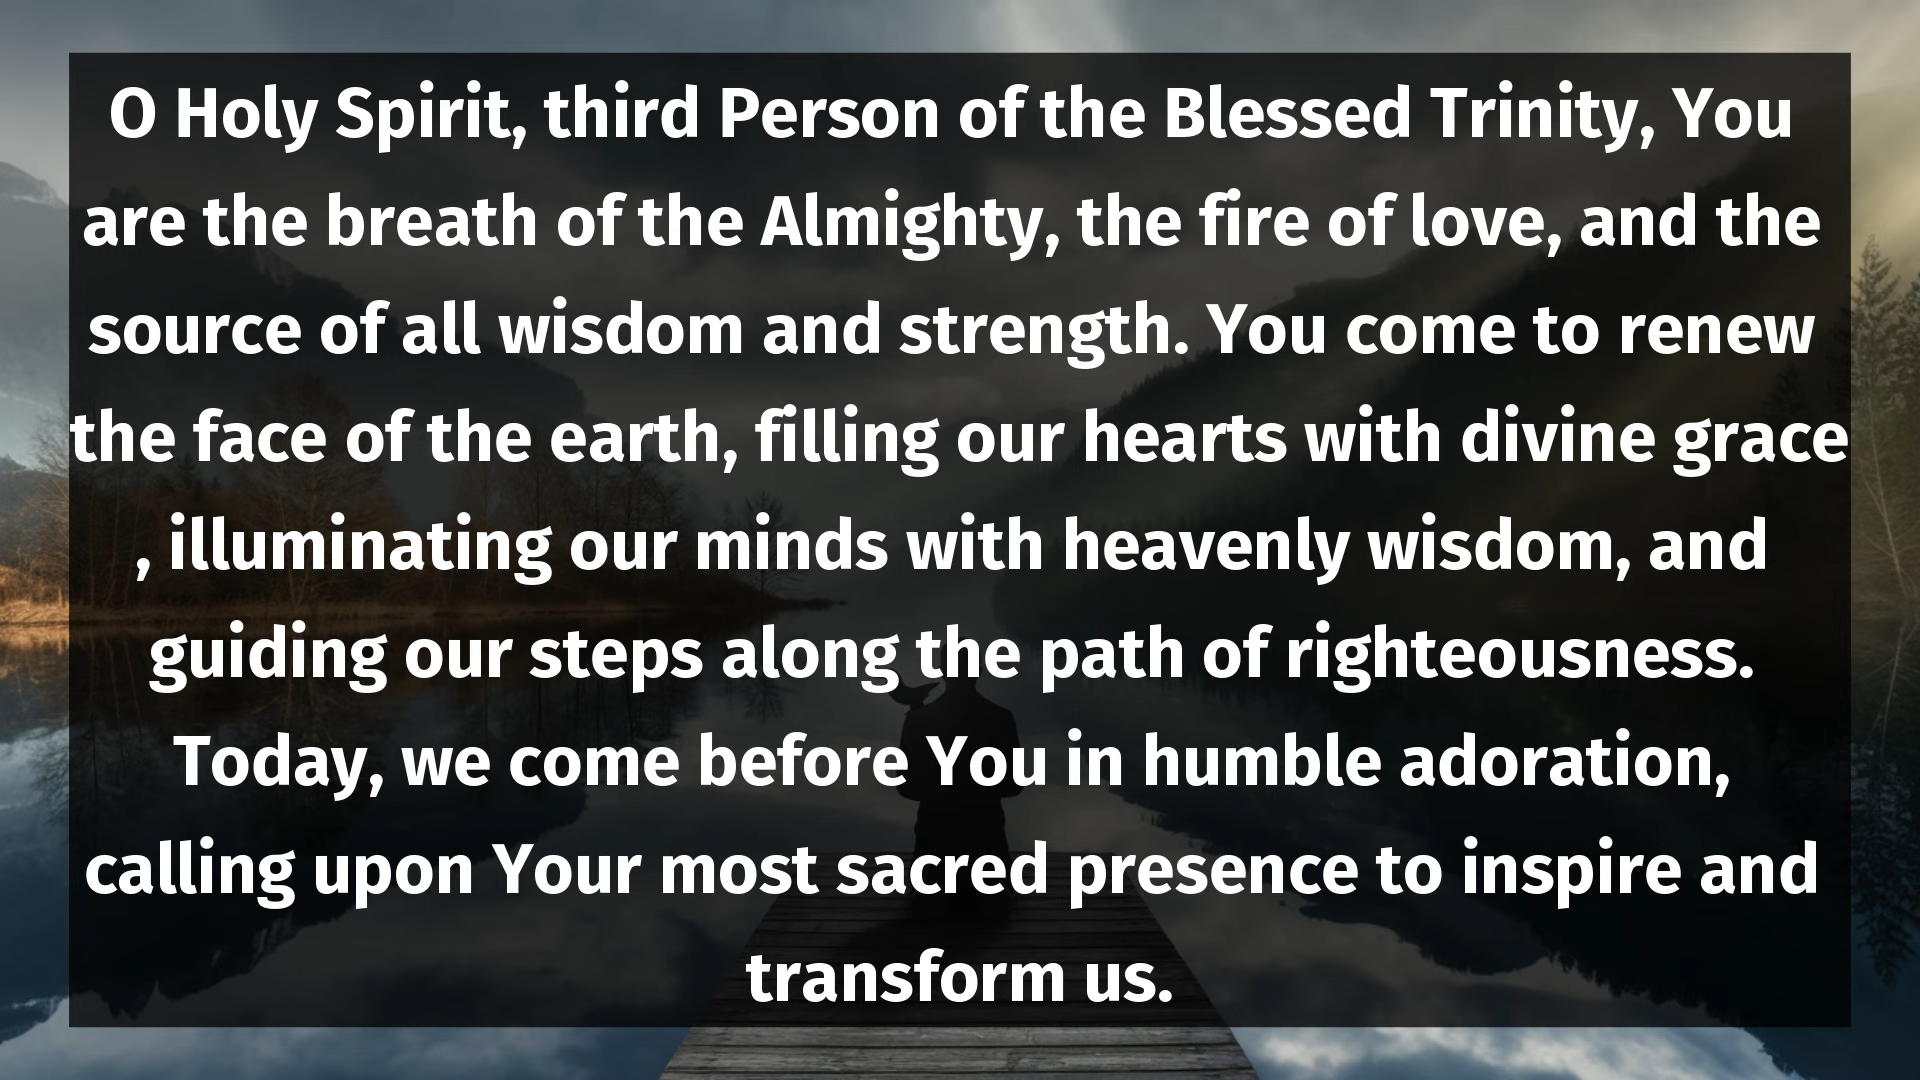 O Holy Spirit, third Person of the Blessed Trinity, You
are the breath of the Almighty, the fire of love, and the
source of all wisdom and strength. You come to renew
the face of the earth, filling our hearts with divine grace
, illuminating our minds with heavenly wisdom, and
guiding our steps along the path of righteousness.
Today, we come before You in humble adoration,
calling upon Your most sacred presence to inspire and
transform us.